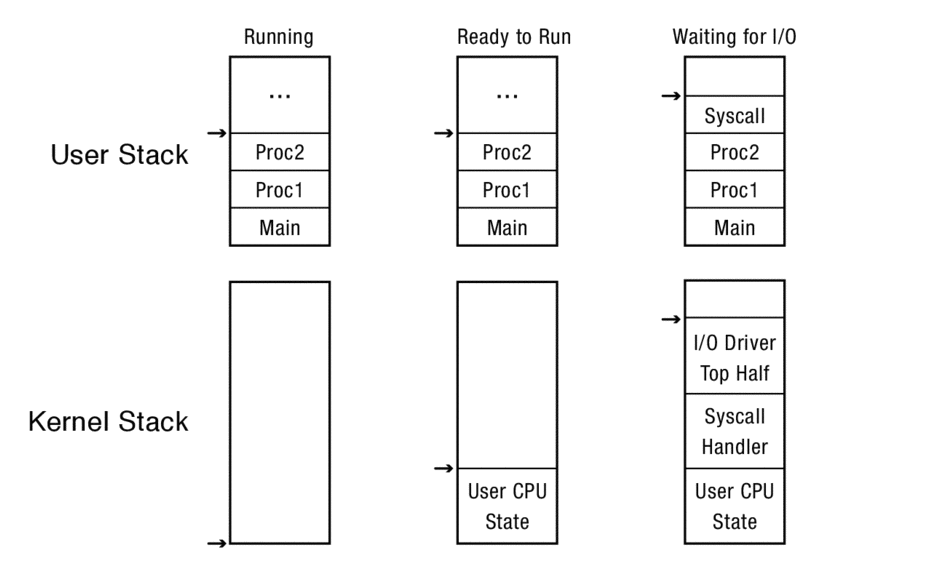 Running
Ready to Run
Waiting for I/O
User Stack
...
Proc2
Proc1
Main
...
Proc2
Proc1
Main
Syscall
Proc2
Proc1
Main
Kernel Stack
User CPU
State
I/O Driver
Top Half
Syscall
Handler
User CPU
State